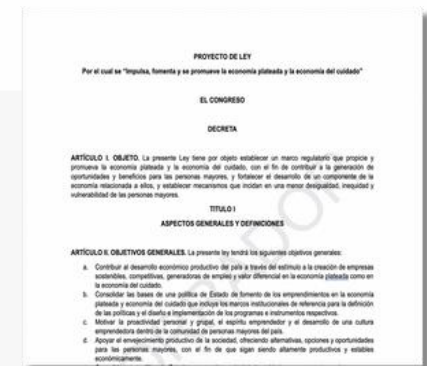 PROYECTO DE LEY
Por el cual se "Impulsa, fomenta y se promueve la economía plateada y la economía del cuidado"
EL CONGRESO
DECRETA
ARTÍCULO I. OBJETO. La presente Ley tiene por objeto establecer un marco regulatorio que propicie y
promueva la economía plateada y la economía del cuidado, con el fin de contribuir a la generación de
oportunidades y beneficios para las personas mayores, y fortalecer el desarrollo de un componente de la
economía relacionada a ellos, y establecer mecanismos que incidan en una menor desigualdad, inequidad y
vulnerabilidad de las personas mayores.
TITULO I
ASPECTOS GENERALES Y DEFINICIONES
ARTÍCULO II. OBJETIVOS GENERALES. La presente ley tendrá los siguientes objetivos generales:
a. Contribuir al desarrollo económico productivo del país a través del estímulo a la creación de empresas
sostenibles, competitivas, generadoras de empleo y valor diferencial en la economía plateada como en
la economía del cuidado.
b. Consolidar las bases de una política de Estado de fomento de los emprendimientos en la economía
plateada y economía del cuidado que incluya los marcos institucionales de referencia para la definición
de las políticas y el diseño e implementación de los programas e instrumentos respectivos.
c. Motivar la proactividad personal y grupal, el espíritu emprendedor y el desarrollo de una cultura
emprendedora dentro de la comunidad de personas mayores del país.
d. Apoyar el envejecimiento productivo de la sociedad, ofreciendo alternativas, opciones y oportunidades
para las personas mayores, con el fin de que sigan siendo altamente productivos y estables
económicamente.